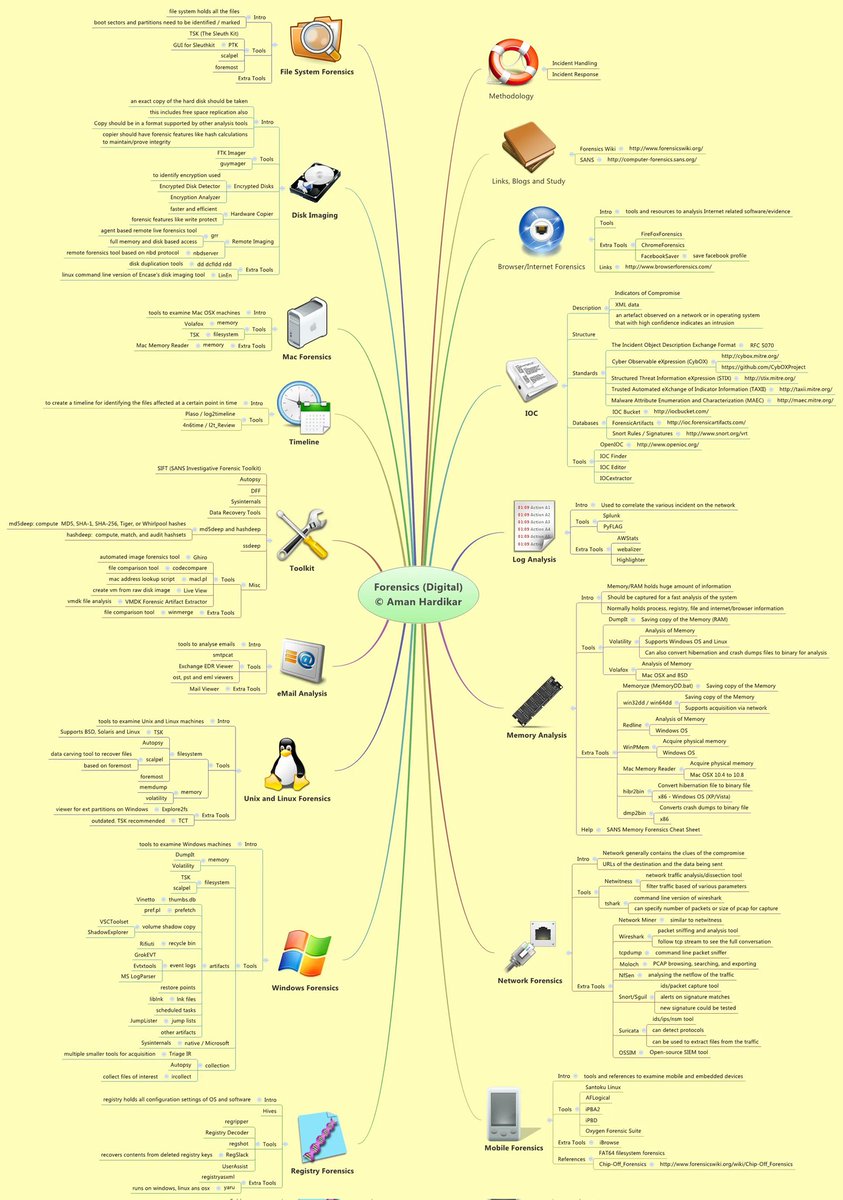 Forensics (Digital)
© Aman Hardikar
file system holds all the files
boot sectors and partitions need to be identified / marked
Intro
TSK (The Sleuth Kit)
GUI for Sleuthkit
PTK
scalpel
foremost
Tools
Extra Tools
File System Forensics
an exact copy of the hard disk should be taken
this includes free space replication also
Copy should be in a format supported by other analysis tools
copier should have forensic features like hash calculations
to maintain/prove integrity
Intro
FTK Imager
guymager
Tools
to identify encryption used
Encrypted Disk Detector
Encryption Analyzer
Encrypted Disks
faster and efficient
forensic features like write protect
Hardware Copier
agent based remote live forensics tool
full memory and disk based access
grr
remote forensics tool based on nbd protocol
nbdserver
Remote Imaging
disk duplication tools
dd dcfldd rdd
linux command line version of Encase's disk imaging tool
LinEn
Extra Tools
Disk Imaging
tools to examine Mac OSX machines
Intro
Volafox
memory
TSK
filesystem
Tools
Mac Memory Reader
memory
Extra Tools
Mac Forensics
to create a timeline for identifying the files affected at a certain point in time
Intro
Plaso / log2timeline
4n6time / l2t_Review
Tools
Timeline
SIFT (SANS Investigative Forensic Toolkit)
Autopsy
DFF
Sysinternals
Data Recovery Tools
md5deep: compute MD5, SHA-1, SHA-256, Tiger, or Whirlpool hashes
hashdeep: compute, match, and audit hashsets
md5deep and hashdeep
ssdeep
automated image forensics tool
Ghiro
file comparison tool
codecompare
mac address lookup script
macl.pl
create vm from raw disk image
Live View
vmdk file analysis
VMDK Forensic Artifact Extractor
Tools
file comparison tool
winmerge
Extra Tools
Misc
Toolkit
to tools to analyse emails
Intro
smtpcat
Exchange EDR Viewer
ost, pst and eml viewers
Tools
Mail Viewer
Extra Tools
eMail Analysis
tools to examine Unix and Linux machines
Intro
Supports BSD, Solaris and Linux
TSK
Autopsy
data carving tool to recover files
based on foremost
scalpel
foremost
filesystem
memdump
volatility
memory
Tools
viewer for ext partitions on Windows
Explore2fs
outdated. TSK recommended
TCT
Extra Tools
Unix and Linux Forensics
tools to examine Windows machines
Intro
DumpIt
Volatility
memory
TSK
scalpel
filesystem
Vinetto
thumbs.db
pref.pl
prefetch
VSCToolset
ShadowExplorer
volume shadow copy
Rifiuti
recycle bin
GrokEVT
Evtxtools
MS LogParser
event logs
restore points
liblnk
lnk files
scheduled tasks
JumpLister
jump lists
other artifacts
artifacts
Sysinternals
native / Microsoft
multiple smaller tools for acquisition
Triage IR
Autopsy
collect files of interest
ircollect
collection
Tools
Windows Forensics
registry holds all configuration settings of OS and software
Intro
Hives
regripper
Registry Decoder
regshot
recovers contents from deleted registry keys
RegSlack
UserAssist
Tools
registryasxml
runs on windows, linux ans osx
yaru
Extra Tools
Registry Forensics
Methodology
Incident Handling
Incident Response
Links, Blogs and Study
Forensics Wiki
http://www.forensicswiki.org/
SANS
http://computer-forensics.sans.org/
Browser/Internet Forensics
Intro
tools and resources to analysis Internet related software/evidence
Tools
Extra Tools
FireFoxForensics
ChromeForensics
FacebookSaver
save facebook profile
Links
http://www.browserforensics.com/
IOC
Description
Indicators of Compromise
XML data
an artefact observed on a network or in operating system
that with high confidence indicates an intrusion
Structure
Standards
The Incident Object Description Exchange Format
RFC 5070
Cyber Observable eXpression (CybOX)
http://cybox.mitre.org/
https://github.com/CybOXProject
Structured Threat Information eXpression (STIX)
http://stix.mitre.org/
Trusted Automated eXchange of Indicator Information (TAXII)
http://taxii.mitre.org/
Malware Attribute Enumeration and Characterization (MAEC)
http://maec.mitre.org/
Databases
IOC Bucket
http://iocbucket.com/
ForensicArtifacts
http://ioc.forensicartifacts.com/
Snort Rules / Signatures
http://www.snort.org/vrt
Tools
OpenIOC
http://www.openioc.org/
IOC Finder
IOC Editor
IOCextractor
01:09 Action A1
01:09 Action A2
01:09 Action A3
01:09 Action A4
Log Analysis
Intro
Used to correlate the various incident on the network
Tools
Splunk
PyFLAG
Extra Tools
AWStats
webalizer
Highlighter
Memory Analysis
Intro
Memory/RAM holds huge amount of information
Should be captured for a fast analysis of the system
Normally holds process, registry, file and internet/browser information
Tools
DumpIt
Saving copy of the Memory (RAM)
Volatility
Analysis of Memory
Supports Windows OS and Linux
Can also convert hibernation and crash dumps files to binary for analysis
Volafox
Analysis of Memory
Mac OSX and BSD
Extra Tools
Memoryze (MemoryDD.bat)
Saving copy of the Memory
win32dd / win64dd
Saving copy of the Memory
Supports acquisition via network
Redline
Analysis of Memory
Windows OS
WinPMem
Acquire physical memory
Windows OS
Mac Memory Reader
Acquire physical memory
Mac OSX 10.4 to 10.8
hibr2bin
Convert hibernation file to binary file
x86 - Windows OS (XP/Vista)
dmp2bin
Converts crash dump to binary file
x86
Help
SANS Memory Forensics Cheat Sheet
Network Forensics
Intro
Network generally contains the clues of the compromise
URLs of the destination and the data being sent
Tools
Netwitness
network traffic analysis/dissection tool
filter traffic based of various parameters
tshark
command line version of wireshark
can specify number of packets or size of pcap for capture
Extra Tools
Network Miner
similar to netwitness
Wireshark
packet sniffing and analysis tool
follow tcp stream to see the full conversation
tcpdump
command line packet sniffer
Moloch
PCAP browsing, searching, and exporting
NfSen
analysing the netflow of the traffic
Snort/Sguil
ids/packet capture tool
alerts on signature matches
new signature could be tested
Suricata
ids/ips/nsm tool
can detect protocols
can be used to extract files from the traffic
OSSIM
Open-source SIEM tool
Mobile Forensics
Intro
tools and references to examine mobile and embedded devices
Tools
Santoku Linux
AFLogical
iPBA2
iPBD
Oxygen Forensic Suite
Extra Tools
iBrowse
References
FAT64 filesystem forensics
Chip-Off_Forensics
http://www.forensicswiki.org/wiki/Chip-Off_Forensics